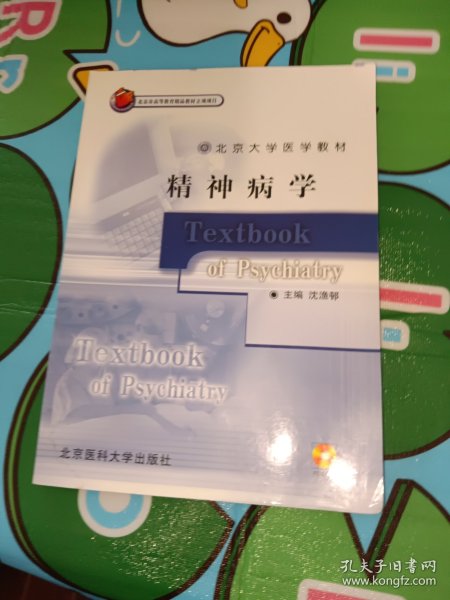 北京市高等教育精品教材立项项目
北京大学医学教材
精神病学
Textbook
of Psychiatry
主编 沈渔邨
Textbook
of Psychiatry
北京医科大学出版社
孔夫子旧书网
www.kongfz.com